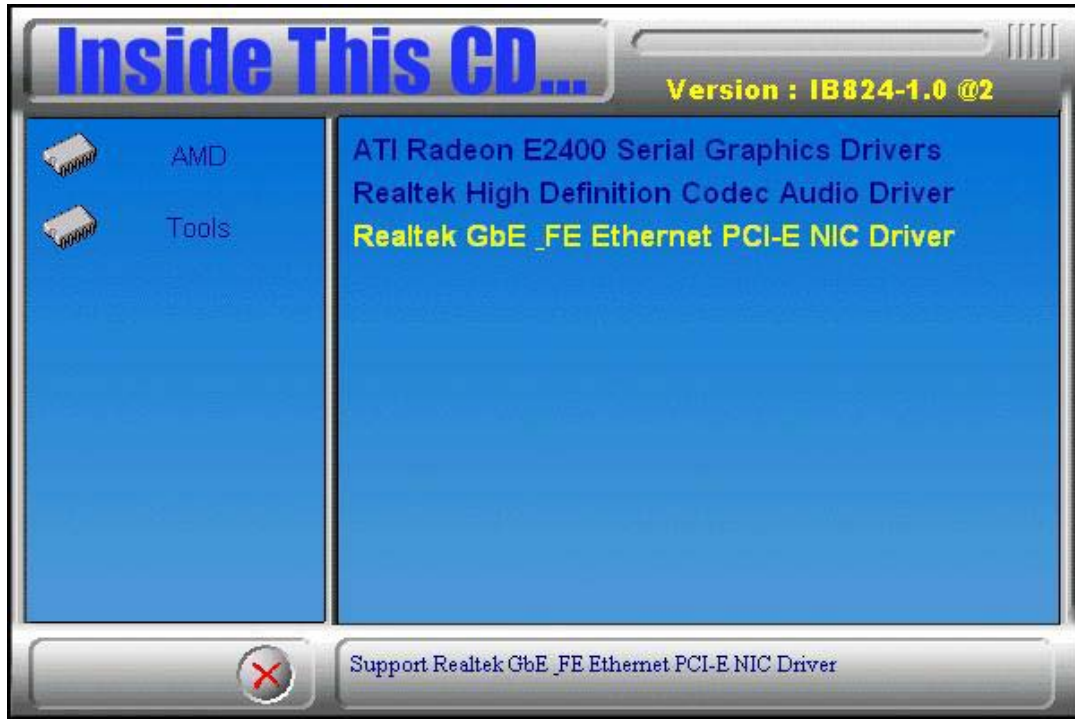 Inside This CD...
Version : IB824-1.0 @2
AMD
Tools
ATI Radeon E2400 Serial Graphics Drivers
Realtek High Definition Codec Audio Driver
Realtek GbE _FE Ethernet PCI-E NIC Driver
Support Realtek GbE _FE Ethernet PCI-E NIC Driver